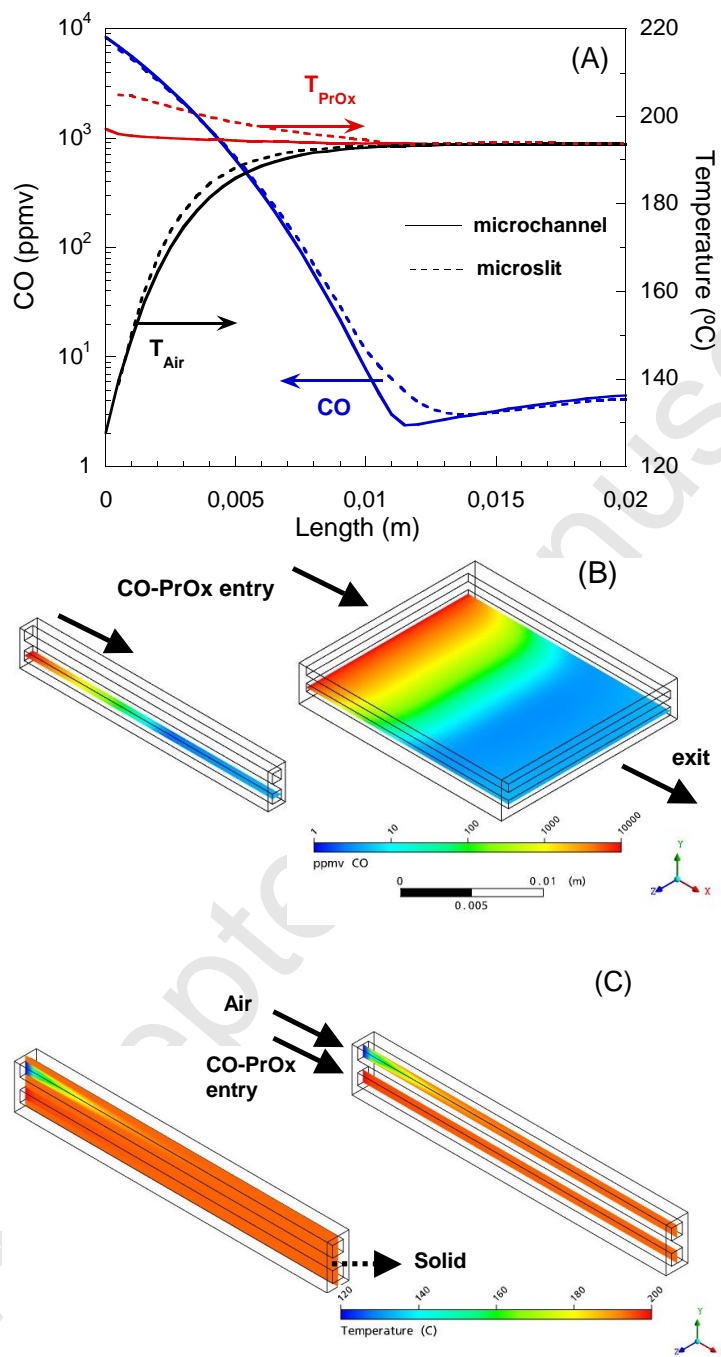 10⁴
10³
10²
10¹
1
CO (ppmv)
220
200
180
160
140
120
Temperature (ºC)
(A)
T_PrOx
microchannel
microslit
T_Air
CO
0
0,005
0,01
0,015
0,02
Length (m)
(B)
CO-PrOx entry
exit
1
10
100
1000
10000
ppmv CO
0
0.01 (m)
0.005
Y
Z
X
(C)
Air
CO-PrOx
entry
Solid
120
140
160
180
200
Temperature (C)
Y
Z